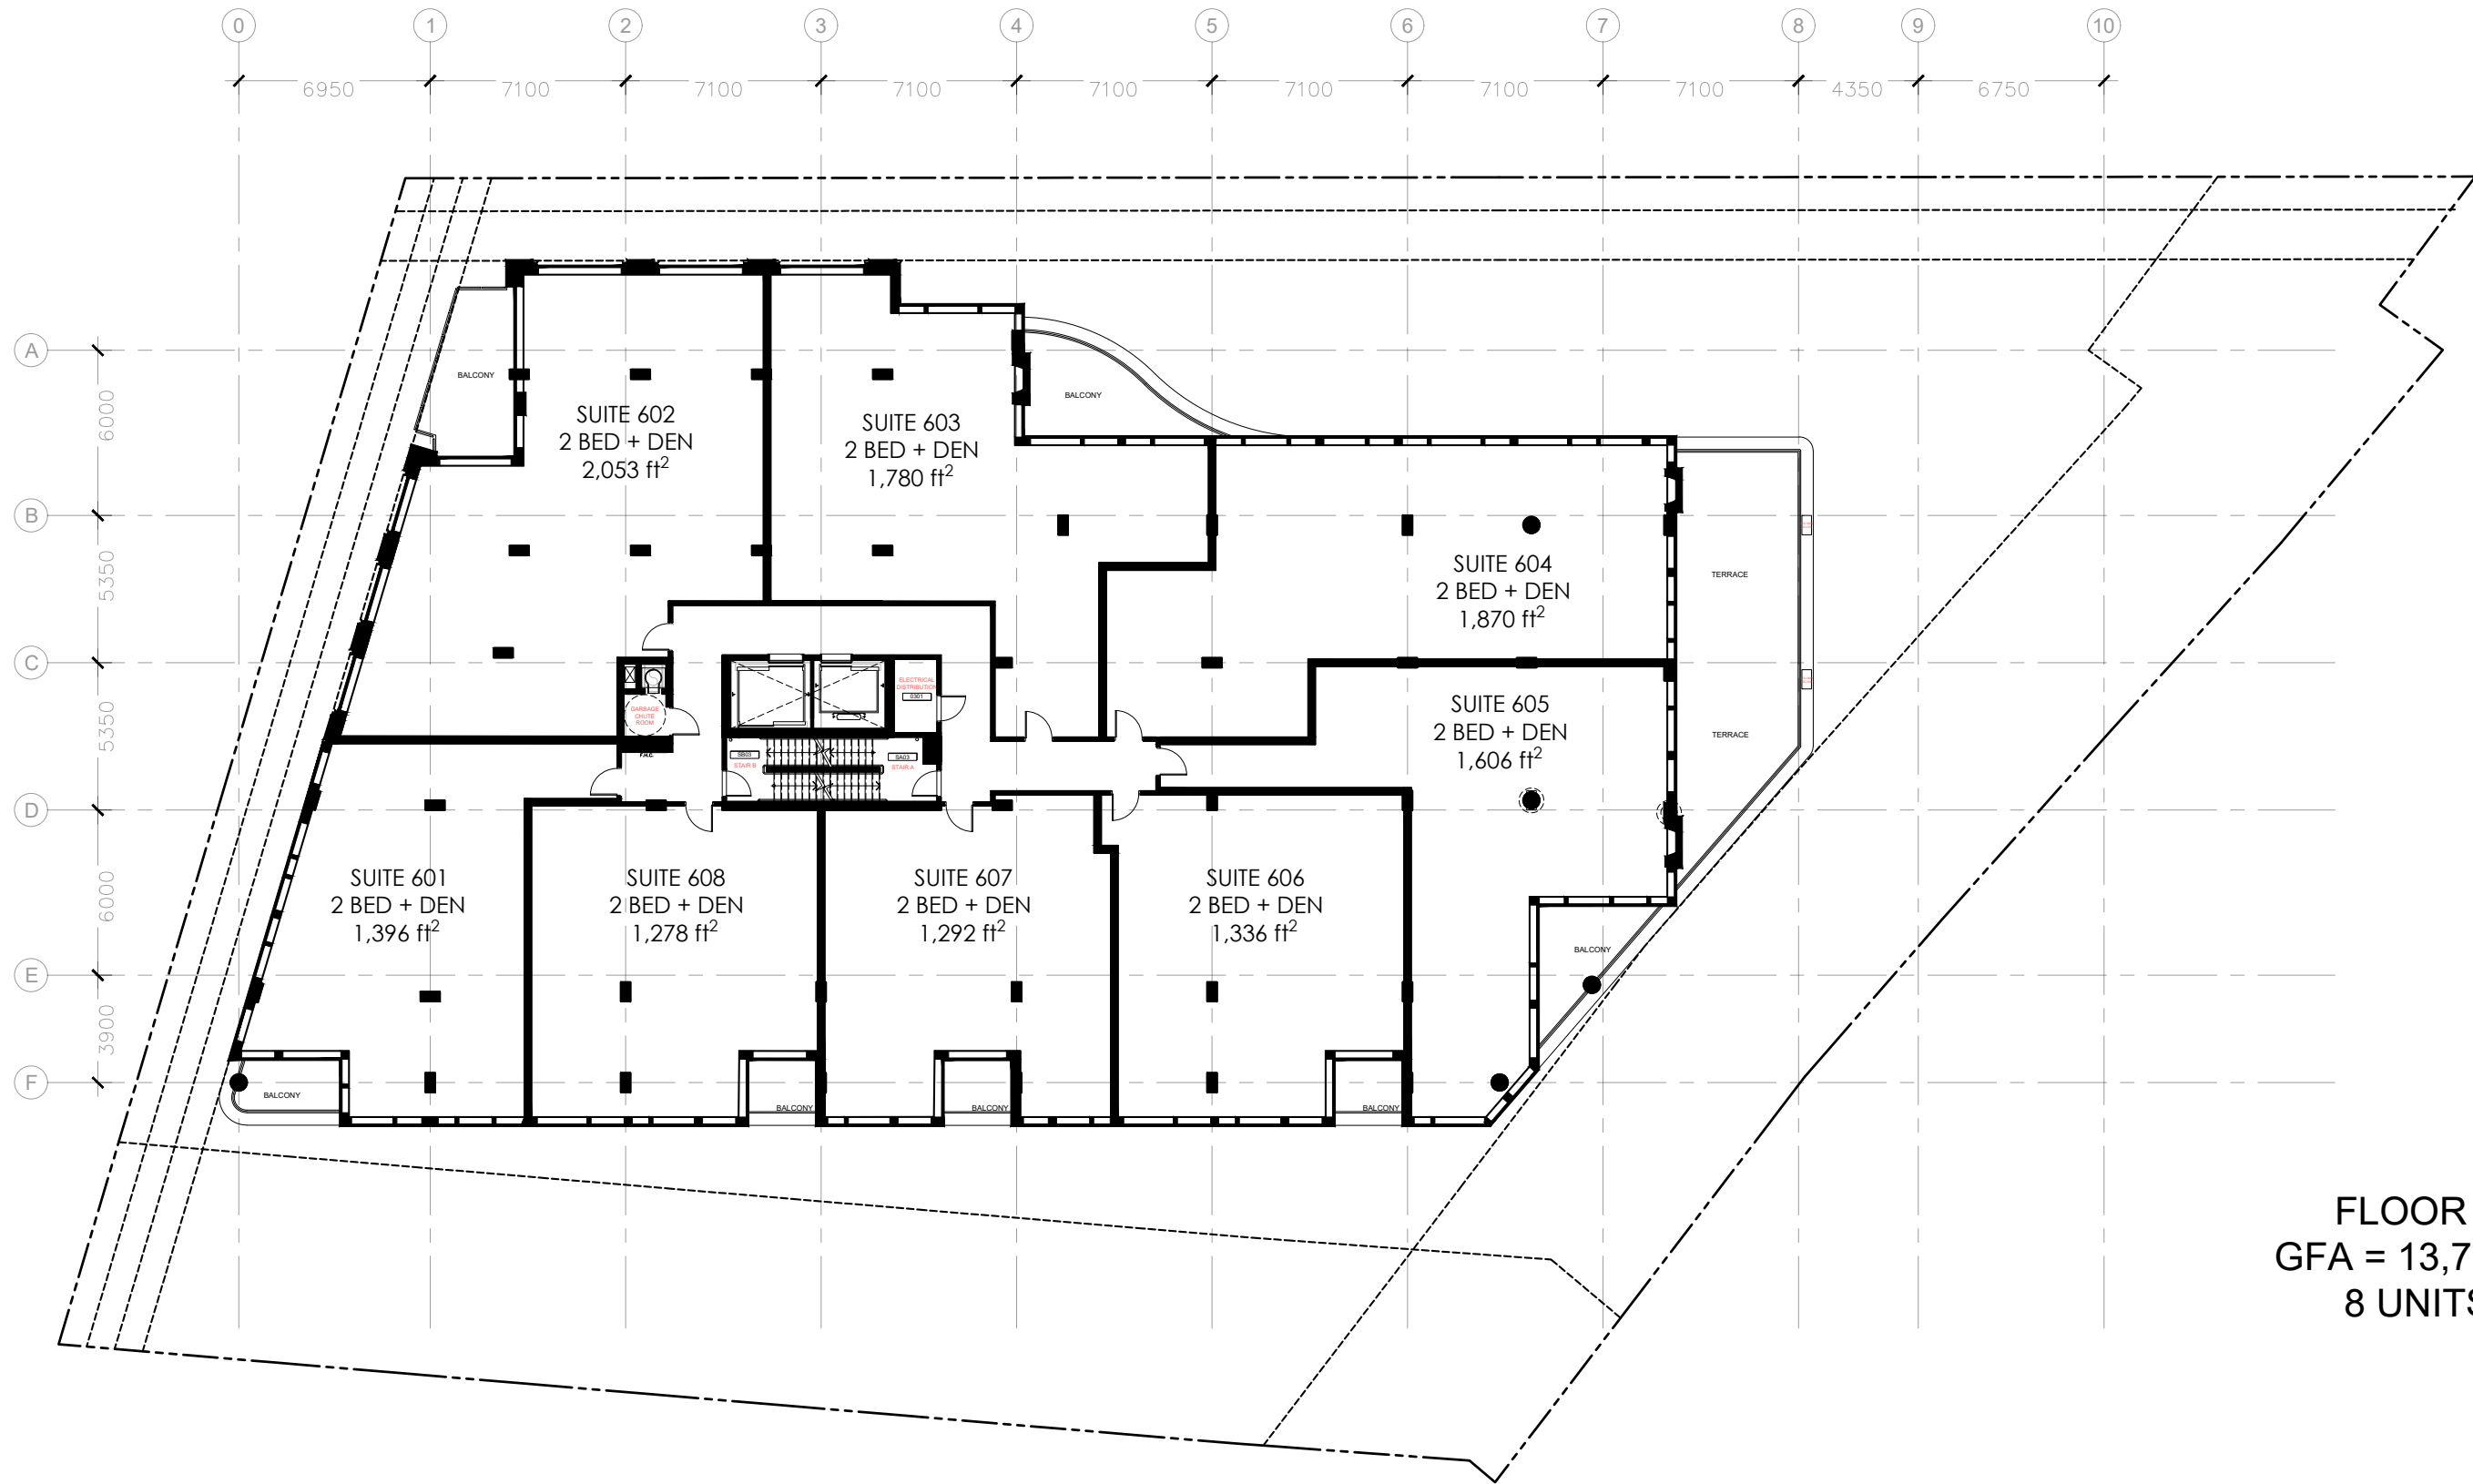 0 1 2 3 4 5 6 7 8 9 10
6950 7100 7100 7100 7100 7100 7100 7100 4350 6750
A
B
C
D
E
F
6000
5350
5350
6000
3900
BALCONY
SUITE 602
2 BED + DEN
2,053 ft²
SUITE 603
2 BED + DEN
1,780 ft²
BALCONY
SUITE 604
2 BED + DEN
1,870 ft²
TERRACE
SUITE 605
2 BED + DEN
1,606 ft²
TERRACE
GARBAGE
CHUTE
ROOM
F.H.C.
ELECTRICAL
DISTRIBUTION
0301
SB03
STAIR B
SA03
STAIR A
SUITE 601
2 BED + DEN
1,396 ft²
SUITE 608
2 BED + DEN
1,278 ft²
SUITE 607
2 BED + DEN
1,292 ft²
SUITE 606
2 BED + DEN
1,336 ft²
BALCONY
BALCONY
BALCONY
BALCONY
BALCONY
FLOOR
GFA = 13,7
8 UNITS